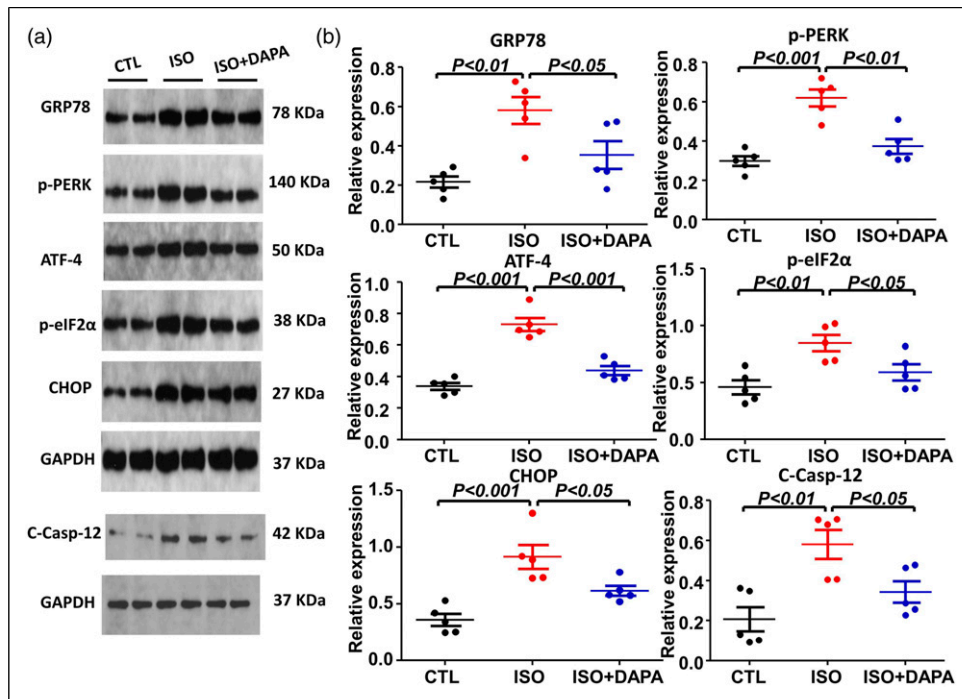 (a)
CTL ISO ISO+DAPA
GRP78 78 KDa
p-PERK 140 KDa
ATF-4 50 KDa
p-eIF2α 38 KDa
CHOP 27 KDa
GAPDH 37 KDa
C-Casp-12 42 KDa
GAPDH 37 KDa
(b)
GRP78
P<0.01 P<0.05
Relative expression
0.8
0.6
0.4
0.2
0.0
CTL ISO ISO+DAPA
p-PERK
P<0.001 P<0.01
Relative expression
0.8
0.6
0.4
0.2
0.0
CTL ISO ISO+DAPA
ATF-4
P<0.001 P<0.001
Relative expression
1.0
0.8
0.6
0.4
0.2
0.0
CTL ISO ISO+DAPA
p-eIF2α
P<0.01 P<0.05
Relative expression
1.5
1.0
0.5
0.0
CTL ISO ISO+DAPA
CHOP
P<0.001 P<0.05
Relative expression
1.5
1.0
0.5
0.0
CTL ISO ISO+DAPA
C-Casp-12
P<0.01 P<0.05
Relative expression
0.8
0.6
0.4
0.2
0.0
CTL ISO ISO+DAPA